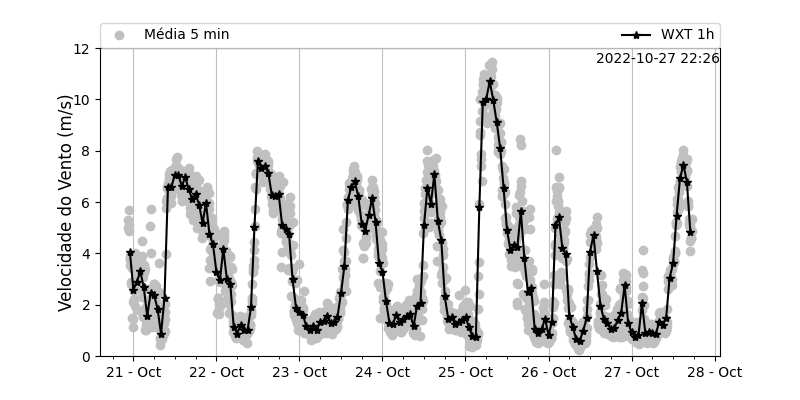 Média 5 min
WXT 1h
2022-10-27 22:26
Velocidade do Vento (m/s)
12
10
8
6
4
2
0
21 - Oct
22 - Oct
23 - Oct
24 - Oct
25 - Oct
26 - Oct
27 - Oct
28 - Oct